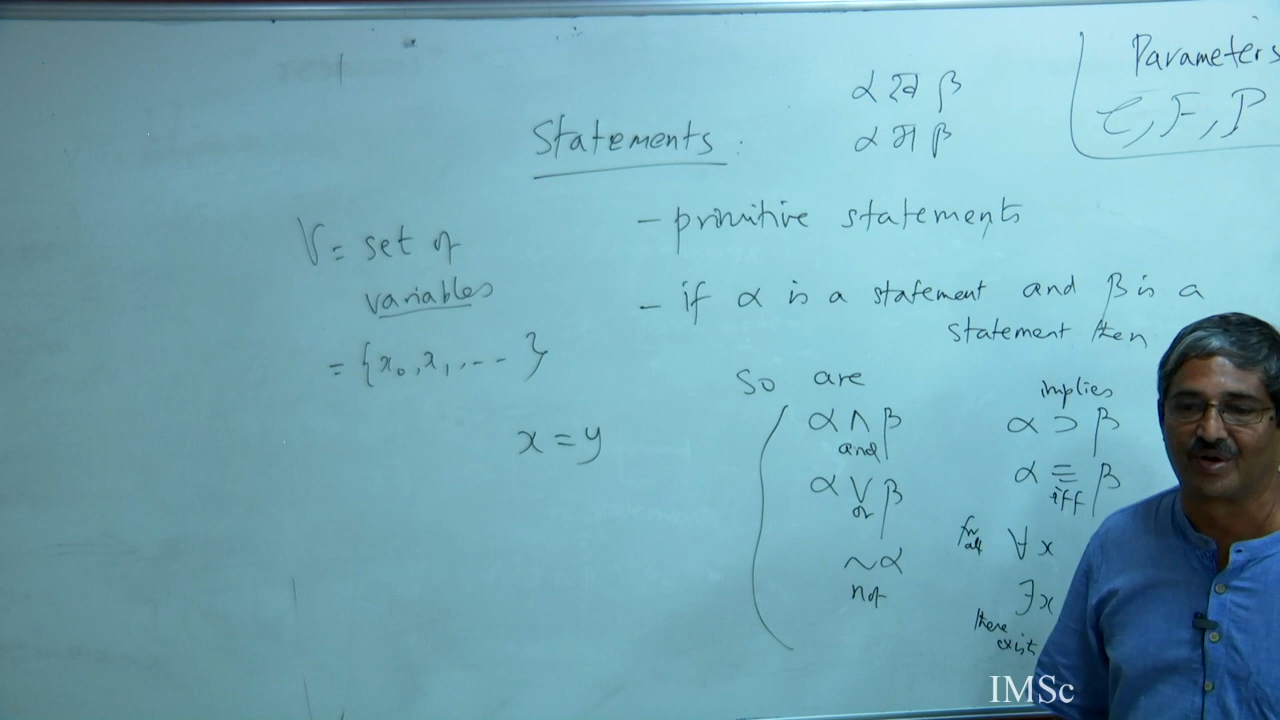 Parameters
C, F, P
α ख β
α ग β
Statements :
V = set of
variables
= {x₀, x₁, ... }
x = y
- primitive statements
- if α is a statement and β is a
statement then
so are
α ∧ β
and
α ∨ β
or
~α
not
implies
α ⊃ β
α ≡ β
iff
for all ∀x
∃x
there exist
IMSc